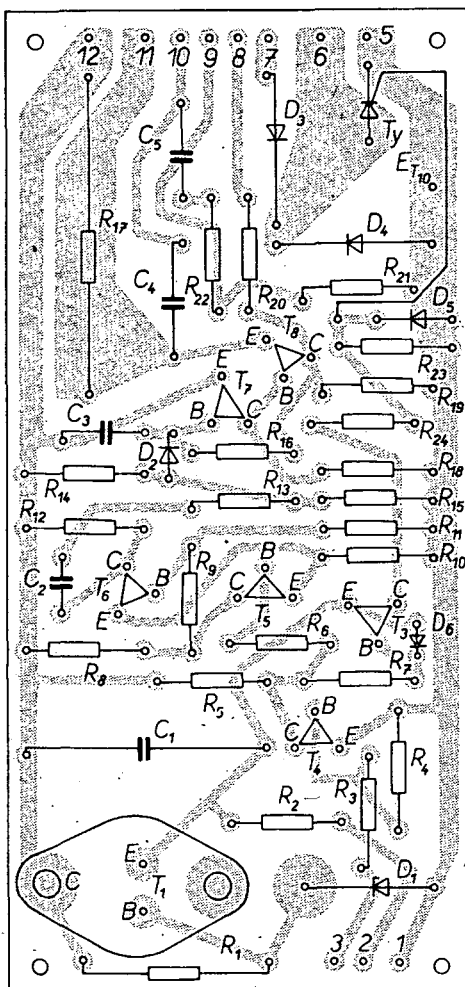 12 11 10 9 8 7 6 5
D3
C5
Ty
ET10
R17
D4
R22
R20
R21
C4
D5
T8
E
C
R23
E
T7
B
R19
C3
B
C
R16
R24
D2
R14
R18
R13
R15
R12
R11
C
R9
B
R10
C2
T6
B
C
E
E
C
D6
E
T5
R6
T3
B
R8
R5
R7
C1
C
E
T4
R4
R3
R2
E
C
T1
D1
B
R1
3 2 1